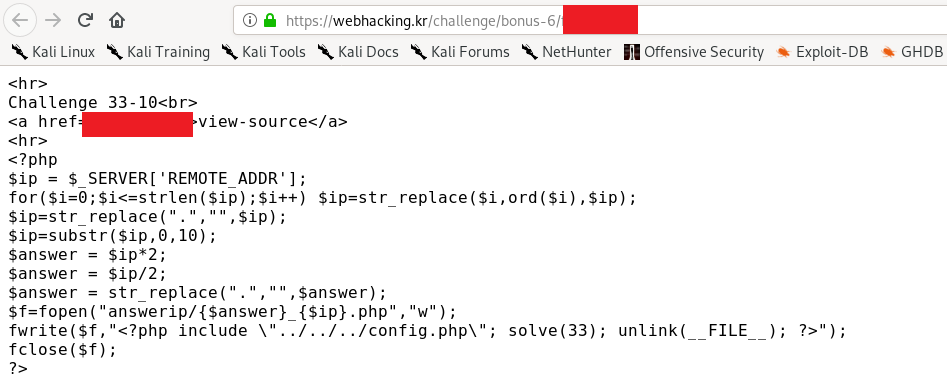 https://webhacking.kr/challenge/bonus-6/
Kali Linux Kali Training Kali Tools Kali Docs Kali Forums NetHunter Offensive Security Exploit-DB GHDB
<hr>
Challenge 33-10<br>
<a href= >view-source</a>
<hr>
<?php
$ip = $_SERVER['REMOTE_ADDR'];
for($i=0;$i<=strlen($ip);$i++) $ip=str_replace($i,ord($i),$ip);
$ip=str_replace(".","",$ip);
$ip=substr($ip,0,10);
$answer = $ip*2;
$answer = $ip/2;
$answer = str_replace(".","",$answer);
$f=fopen("answerip/{$answer}_{$ip}.php","w");
fwrite($f,"<?php include \"../../../config.php\"; solve(33); unlink(__FILE__); ?>");
fclose($f);
?>